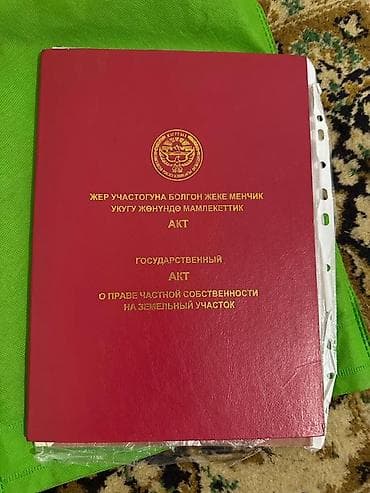 ЖЕР УЧАСТОГУНА БОЛГОН ЖЕКЕ МЕНЧИК
УКУГУ ЖӨНҮНДӨ МАМЛЕКЕТТИК
АКТ
ГОСУДАРСТВЕННЫЙ
АКТ
О ПРАВЕ ЧАСТНОЙ СОБСТВЕННОСТИ
НА ЗЕМЕЛЬНЫЙ УЧАСТОК